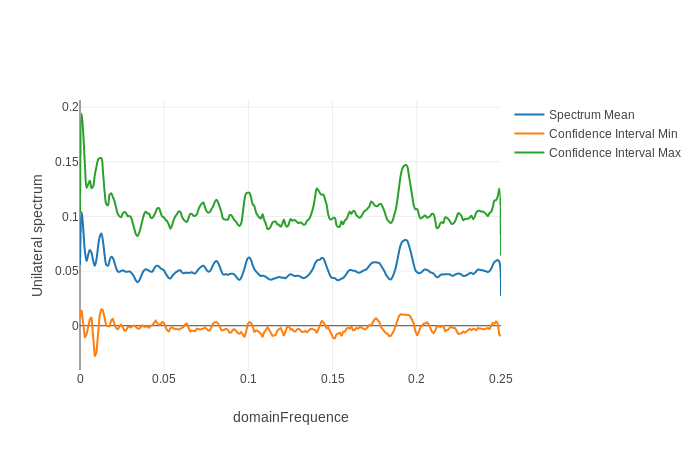 Unilateral spectrum
0.2
0.15
0.1
0.05
0
0
0.05
0.1
0.15
0.2
0.25
domainFrequence
Spectrum Mean
Confidence Interval Min
Confidence Interval Max